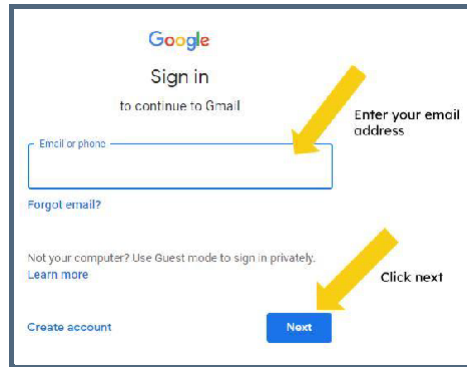 Google
Sign in
to continue to Gmail
Enter your email
address
Email or phone
Forgot email?
Not your computer? Use Guest mode to sign in privately.
Learn more
Click next
Create account
Next